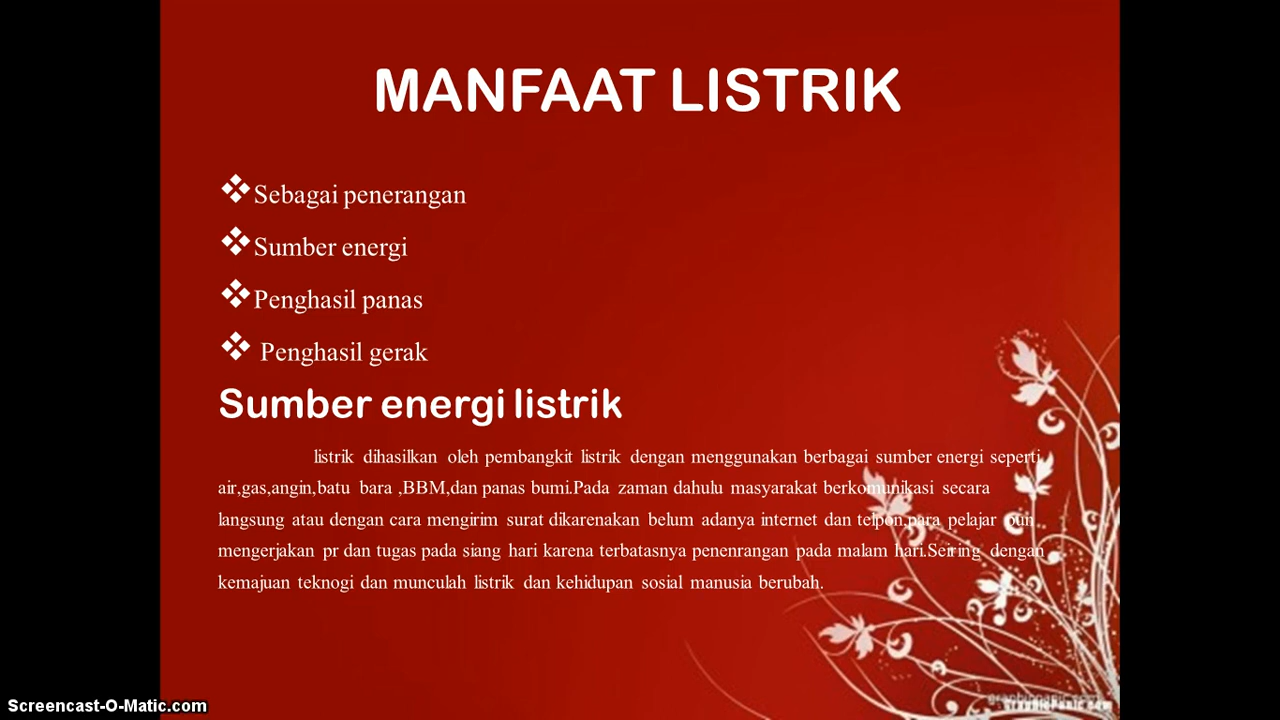 MANFAAT LISTRIK
Sebagai penerangan
Sumber energi
Penghasil panas
Penghasil gerak
Sumber energi listrik
listrik dihasilkan oleh pembangkit listrik dengan menggunakan berbagai sumber energi seperti
air,gas,angin,batu bara ,BBM,dan panas bumi.Pada zaman dahulu masyarakat berkomunikasi secara
langsung atau dengan cara mengirim surat dikarenakan belum adanya internet dan telpon,para pelajar pun
mengerjakan pr dan tugas pada siang hari karena terbatasnya penenrangan pada malam hari.Seiring dengan
kemajuan teknogi dan munculah listrik dan kehidupan sosial manusia berubah.
Screencast-O-Matic.com